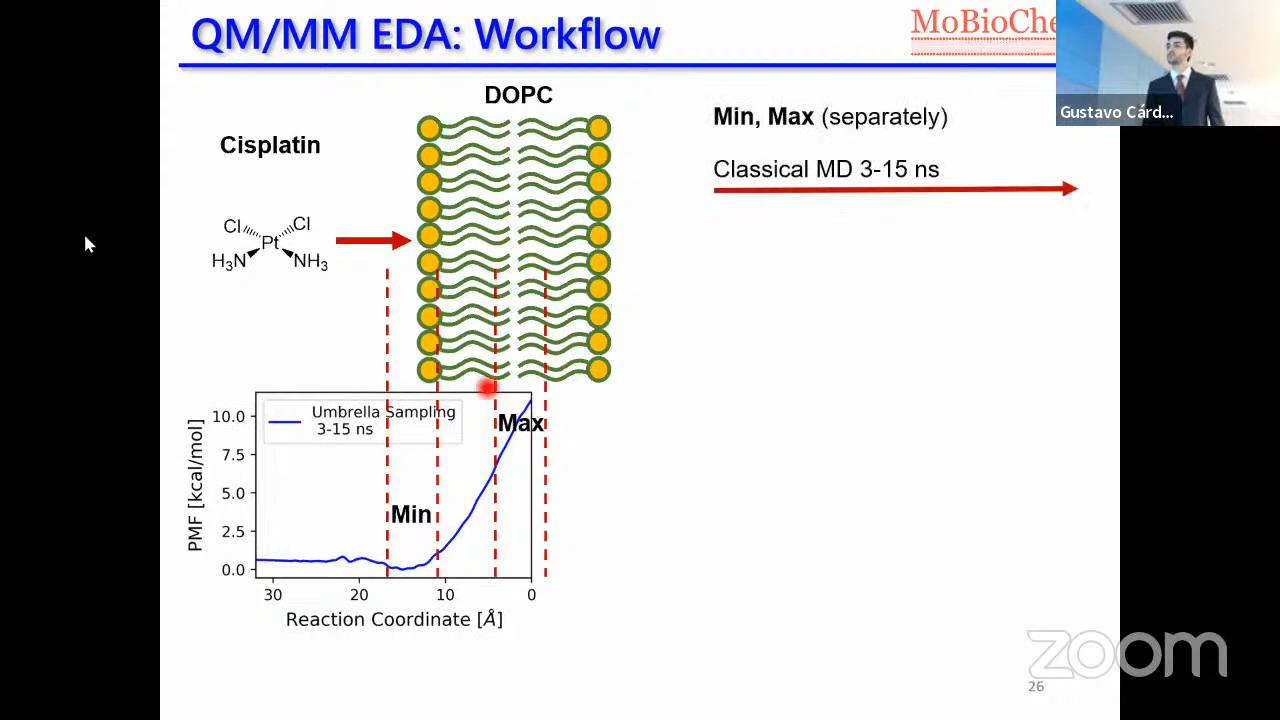 QM/MM EDA: Workflow
MoBioChe
Gustavo Cárd...
DOPC
Cisplatin
Min, Max (separately)
Classical MD 3-15 ns
Cl
Cl
Pt
H3N
NH3
Umbrella Sampling
3-15 ns
Max
Min
PMF [kcal/mol]
10.0
7.5
5.0
2.5
0.0
30 20 10 0
Reaction Coordinate [Å]
zoom
26